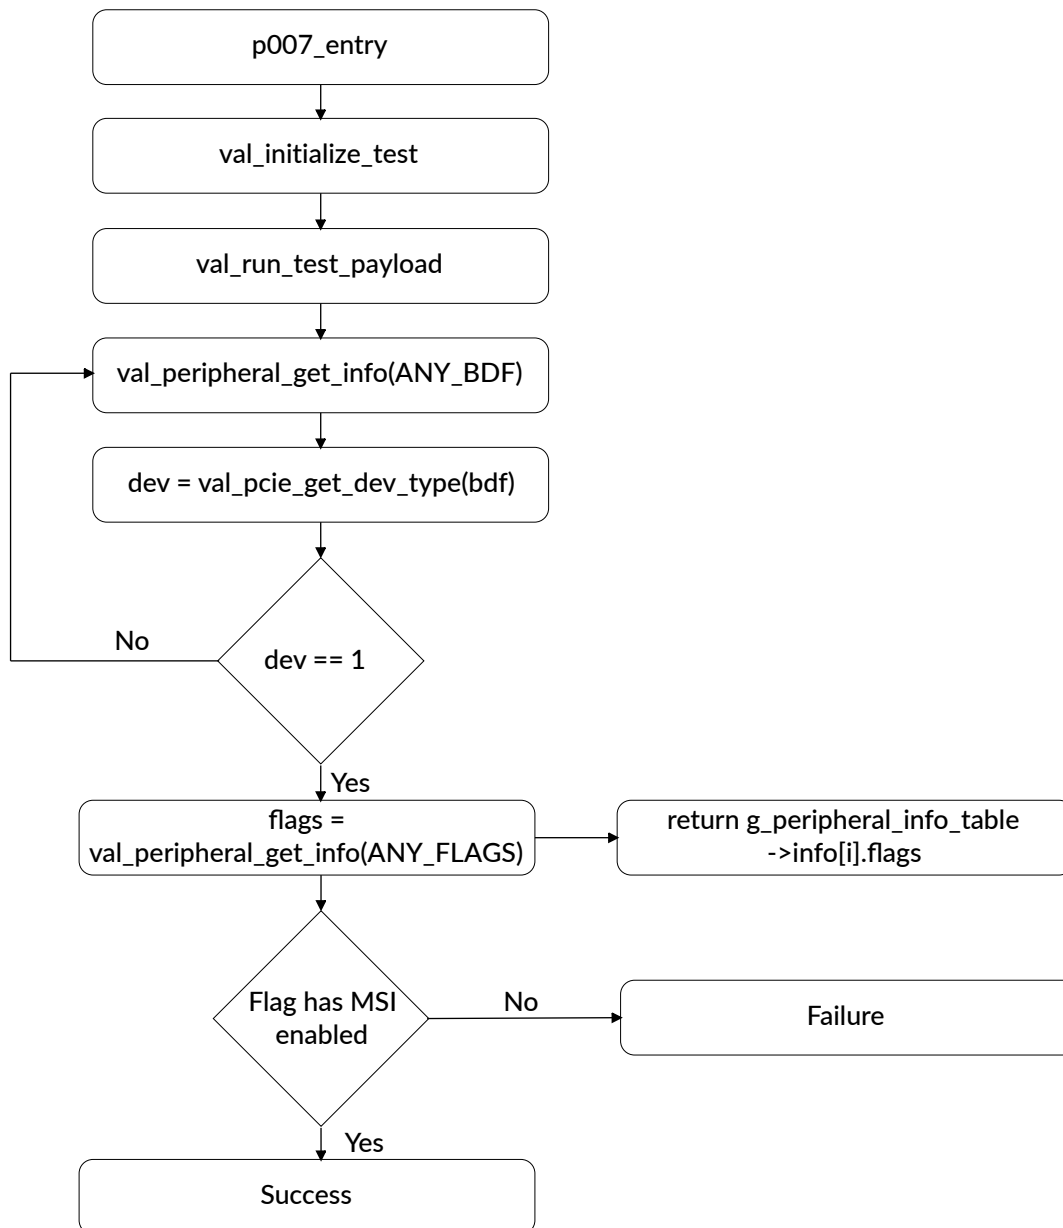 p007_entry
val_initialize_test
val_run_test_payload
val_peripheral_get_info(ANY_BDF)
dev = val_pcie_get_dev_type(bdf)
No
dev == 1
Yes
flags =
val_peripheral_get_info(ANY_FLAGS)
return g_peripheral_info_table
->info[i].flags
Flag has MSI
enabled
No
Failure
Yes
Success